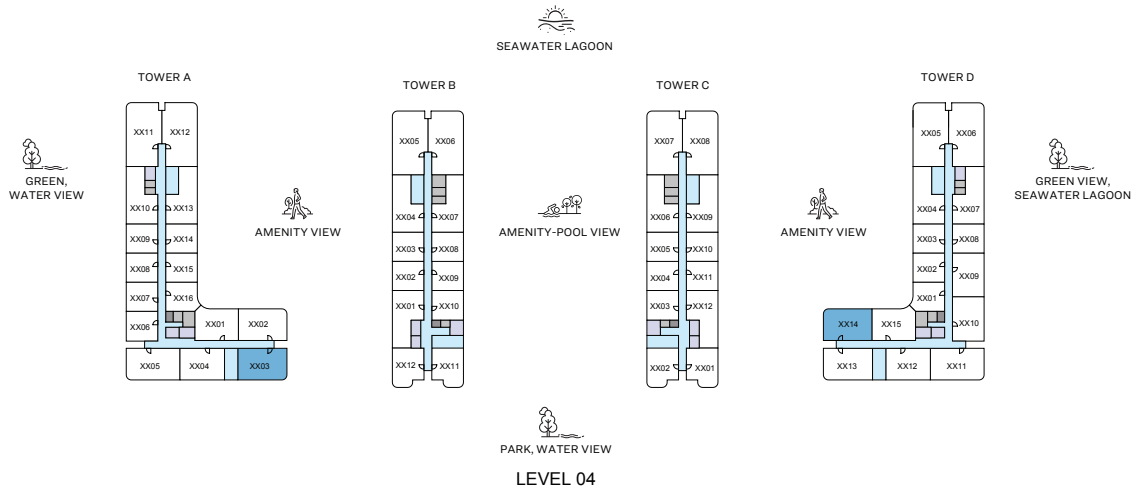 SEAWATER LAGOON
TOWER A
TOWER B
TOWER C
TOWER D
XX11 XX12
XX05 XX06
XX07 XX08
XX05 XX06
GREEN,
WATER VIEW
GREEN VIEW,
SEAWATER LAGOON
XX10 XX13
AMENITY VIEW
XX04 XX07
AMENITY-POOL VIEW
XX06 XX09
AMENITY VIEW
XX04 XX07
XX09 XX14
XX03 XX08
XX05 XX10
XX03 XX08
XX08 XX15
XX02 XX09
XX04 XX11
XX02 XX09
XX07 XX16
XX01 XX10
XX03 XX12
XX01
XX06 XX01 XX02
XX14 XX15 XX10
XX05 XX04 XX03
XX12 XX11
XX02 XX01
XX13 XX12 XX11
PARK, WATER VIEW
LEVEL 04